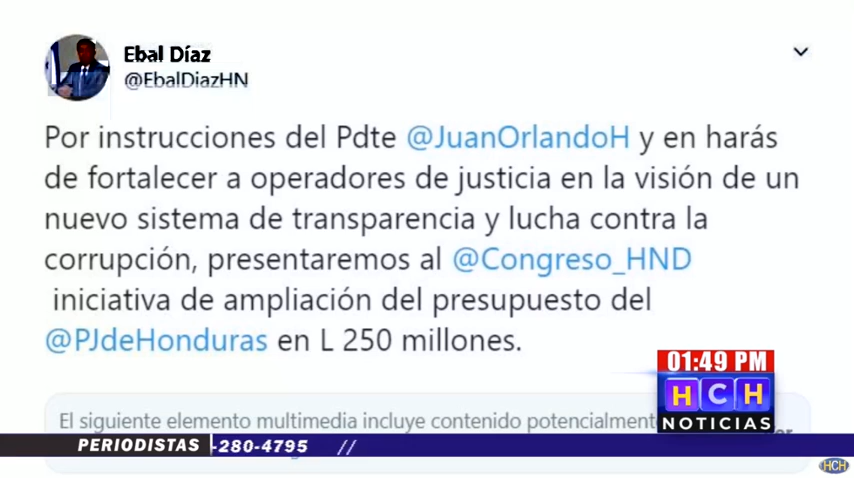 Ebal Díaz
@EbalDiazHN
Por instrucciones del Pdte @JuanOrlandoH y en harás
de fortalecer a operadores de justicia en la visión de un
nuevo sistema de transparencia y lucha contra la
corrupción, presentaremos al @Congreso_HND
iniciativa de ampliación del presupuesto del
@PJdeHonduras en L 250 millones.
El siguiente elemento multimedia incluye contenido potencialmente
01:49 PM
HCH
NOTICIAS
PERIODISTAS -280-4795 //
HCH